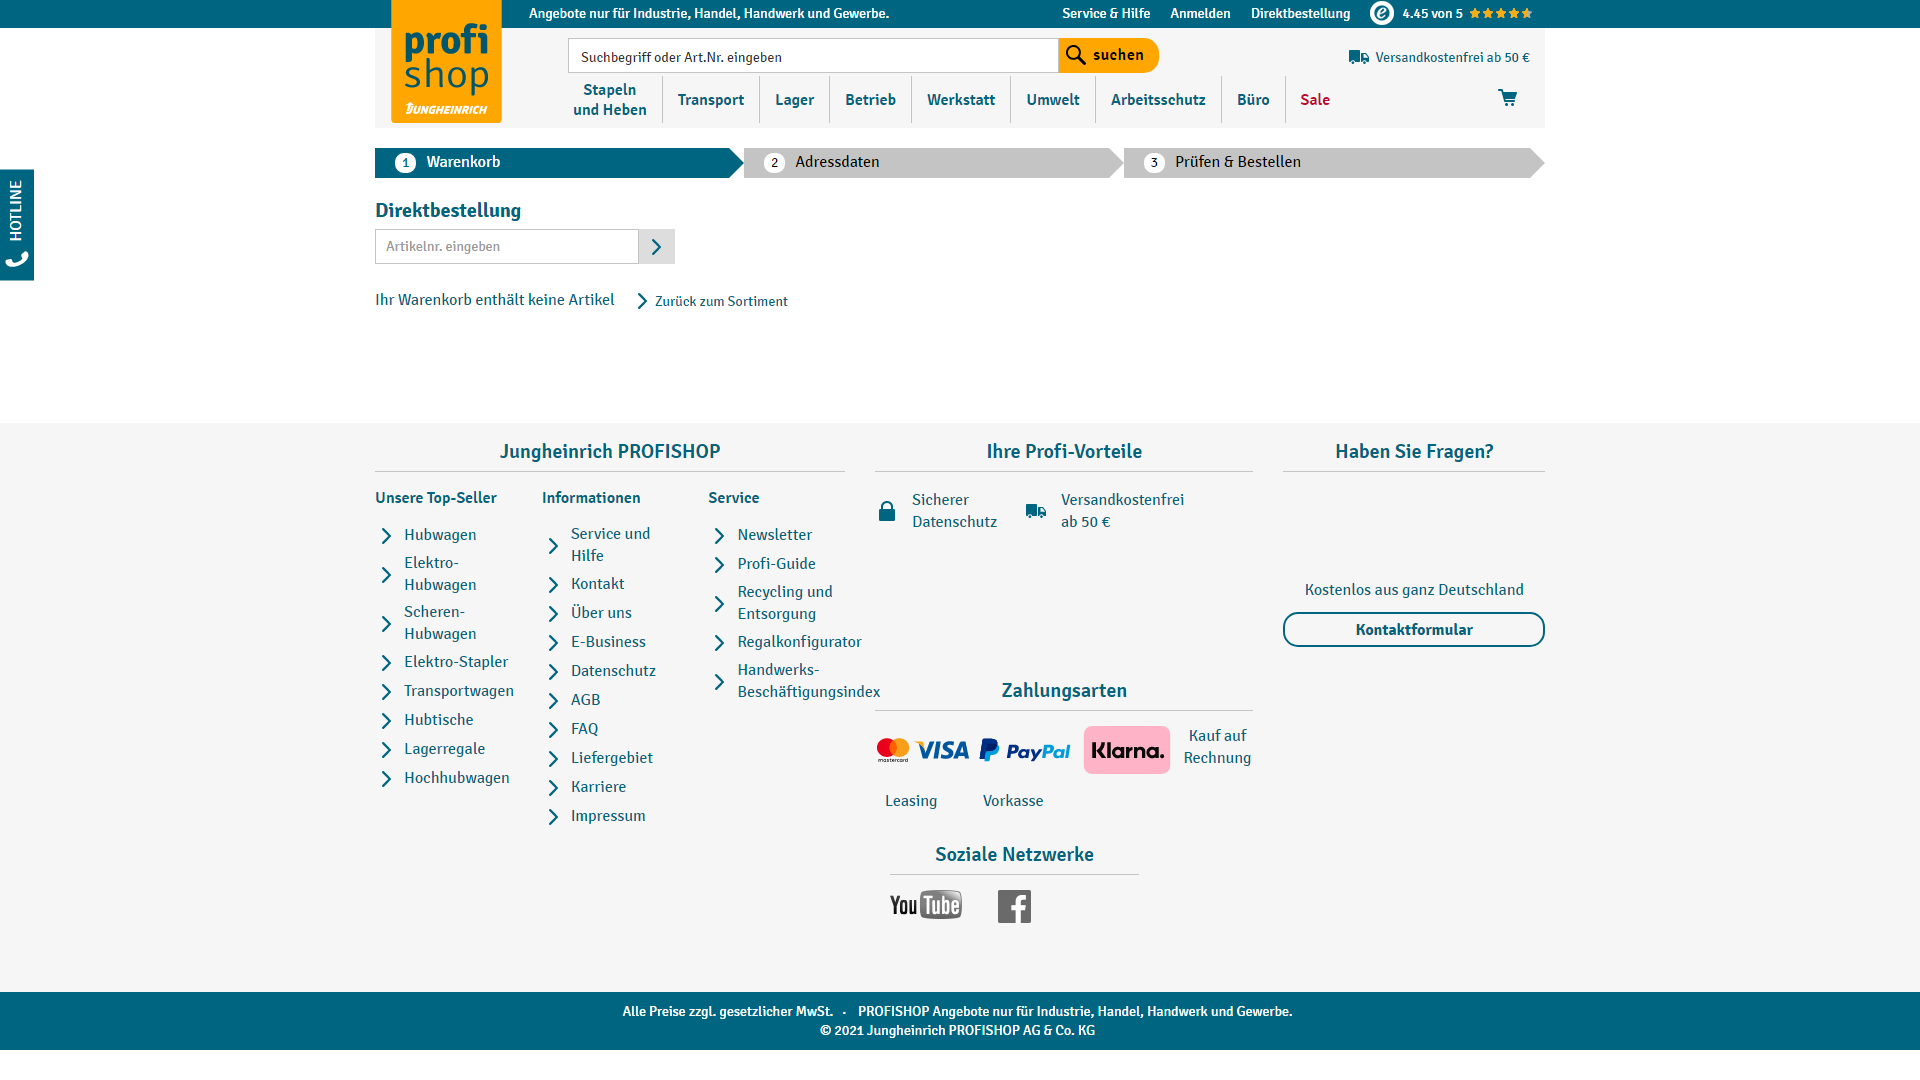 Angebote nur für Industrie, Handel, Handwerk und Gewerbe.
Service & Hilfe
Anmelden
Direktbestellung
4.45 von 5
profi
shop
JUNGHEINRICH
Suchbegriff oder Art.Nr. eingeben
suchen
Versandkostenfrei ab 50 €
Stapeln
und Heben
Transport
Lager
Betrieb
Werkstatt
Umwelt
Arbeitsschutz
Büro
Sale
1 Warenkorb
2 Adressdaten
3 Prüfen & Bestellen
HOTLINE
Direktbestellung
Artikelnr. eingeben
Ihr Warenkorb enthält keine Artikel
Zurück zum Sortiment
Jungheinrich PROFISHOP
Unsere Top-Seller
Hubwagen
Elektro-
Hubwagen
Scheren-
Hubwagen
Elektro-Stapler
Transportwagen
Hubtische
Lagerregale
Hochhubwagen
Informationen
Service und
Hilfe
Kontakt
Über uns
E-Business
Datenschutz
AGB
FAQ
Liefergebiet
Karriere
Impressum
Service
Newsletter
Profi-Guide
Recycling und
Entsorgung
Regalkonfigurator
Handwerks-
Beschäftigungsindex
Ihre Profi-Vorteile
Sicherer
Datenschutz
Versandkostenfrei
ab 50 €
Zahlungsarten
mastercard
VISA
PayPal
Klarna.
Kauf auf
Rechnung
Leasing
Vorkasse
Soziale Netzwerke
YouTube
Haben Sie Fragen?
Kostenlos aus ganz Deutschland
Kontaktformular
Alle Preise zzgl. gesetzlicher MwSt. · PROFISHOP Angebote nur für Industrie, Handel, Handwerk und Gewerbe.
© 2021 Jungheinrich PROFISHOP AG & Co. KG